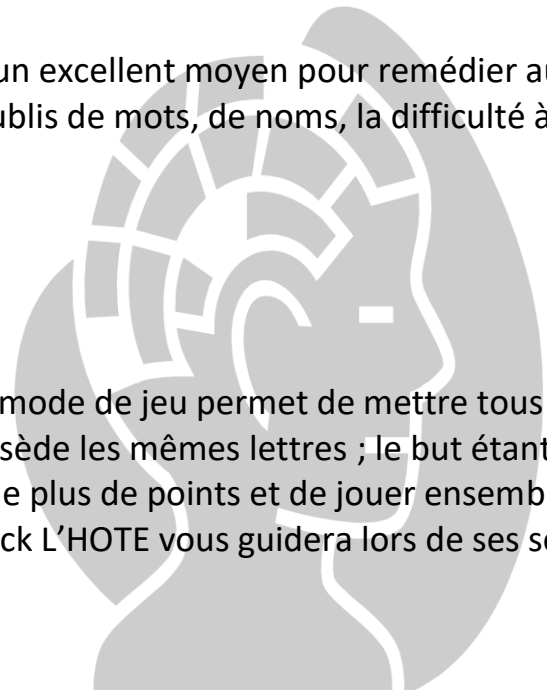 un excellent moyen pour remédier au
ublis de mots, de noms, la difficulté à
mode de jeu permet de mettre tous
sède les mêmes lettres ; le but étant
e plus de points et de jouer ensemb
ck L’HOTE vous guidera lors de ses se